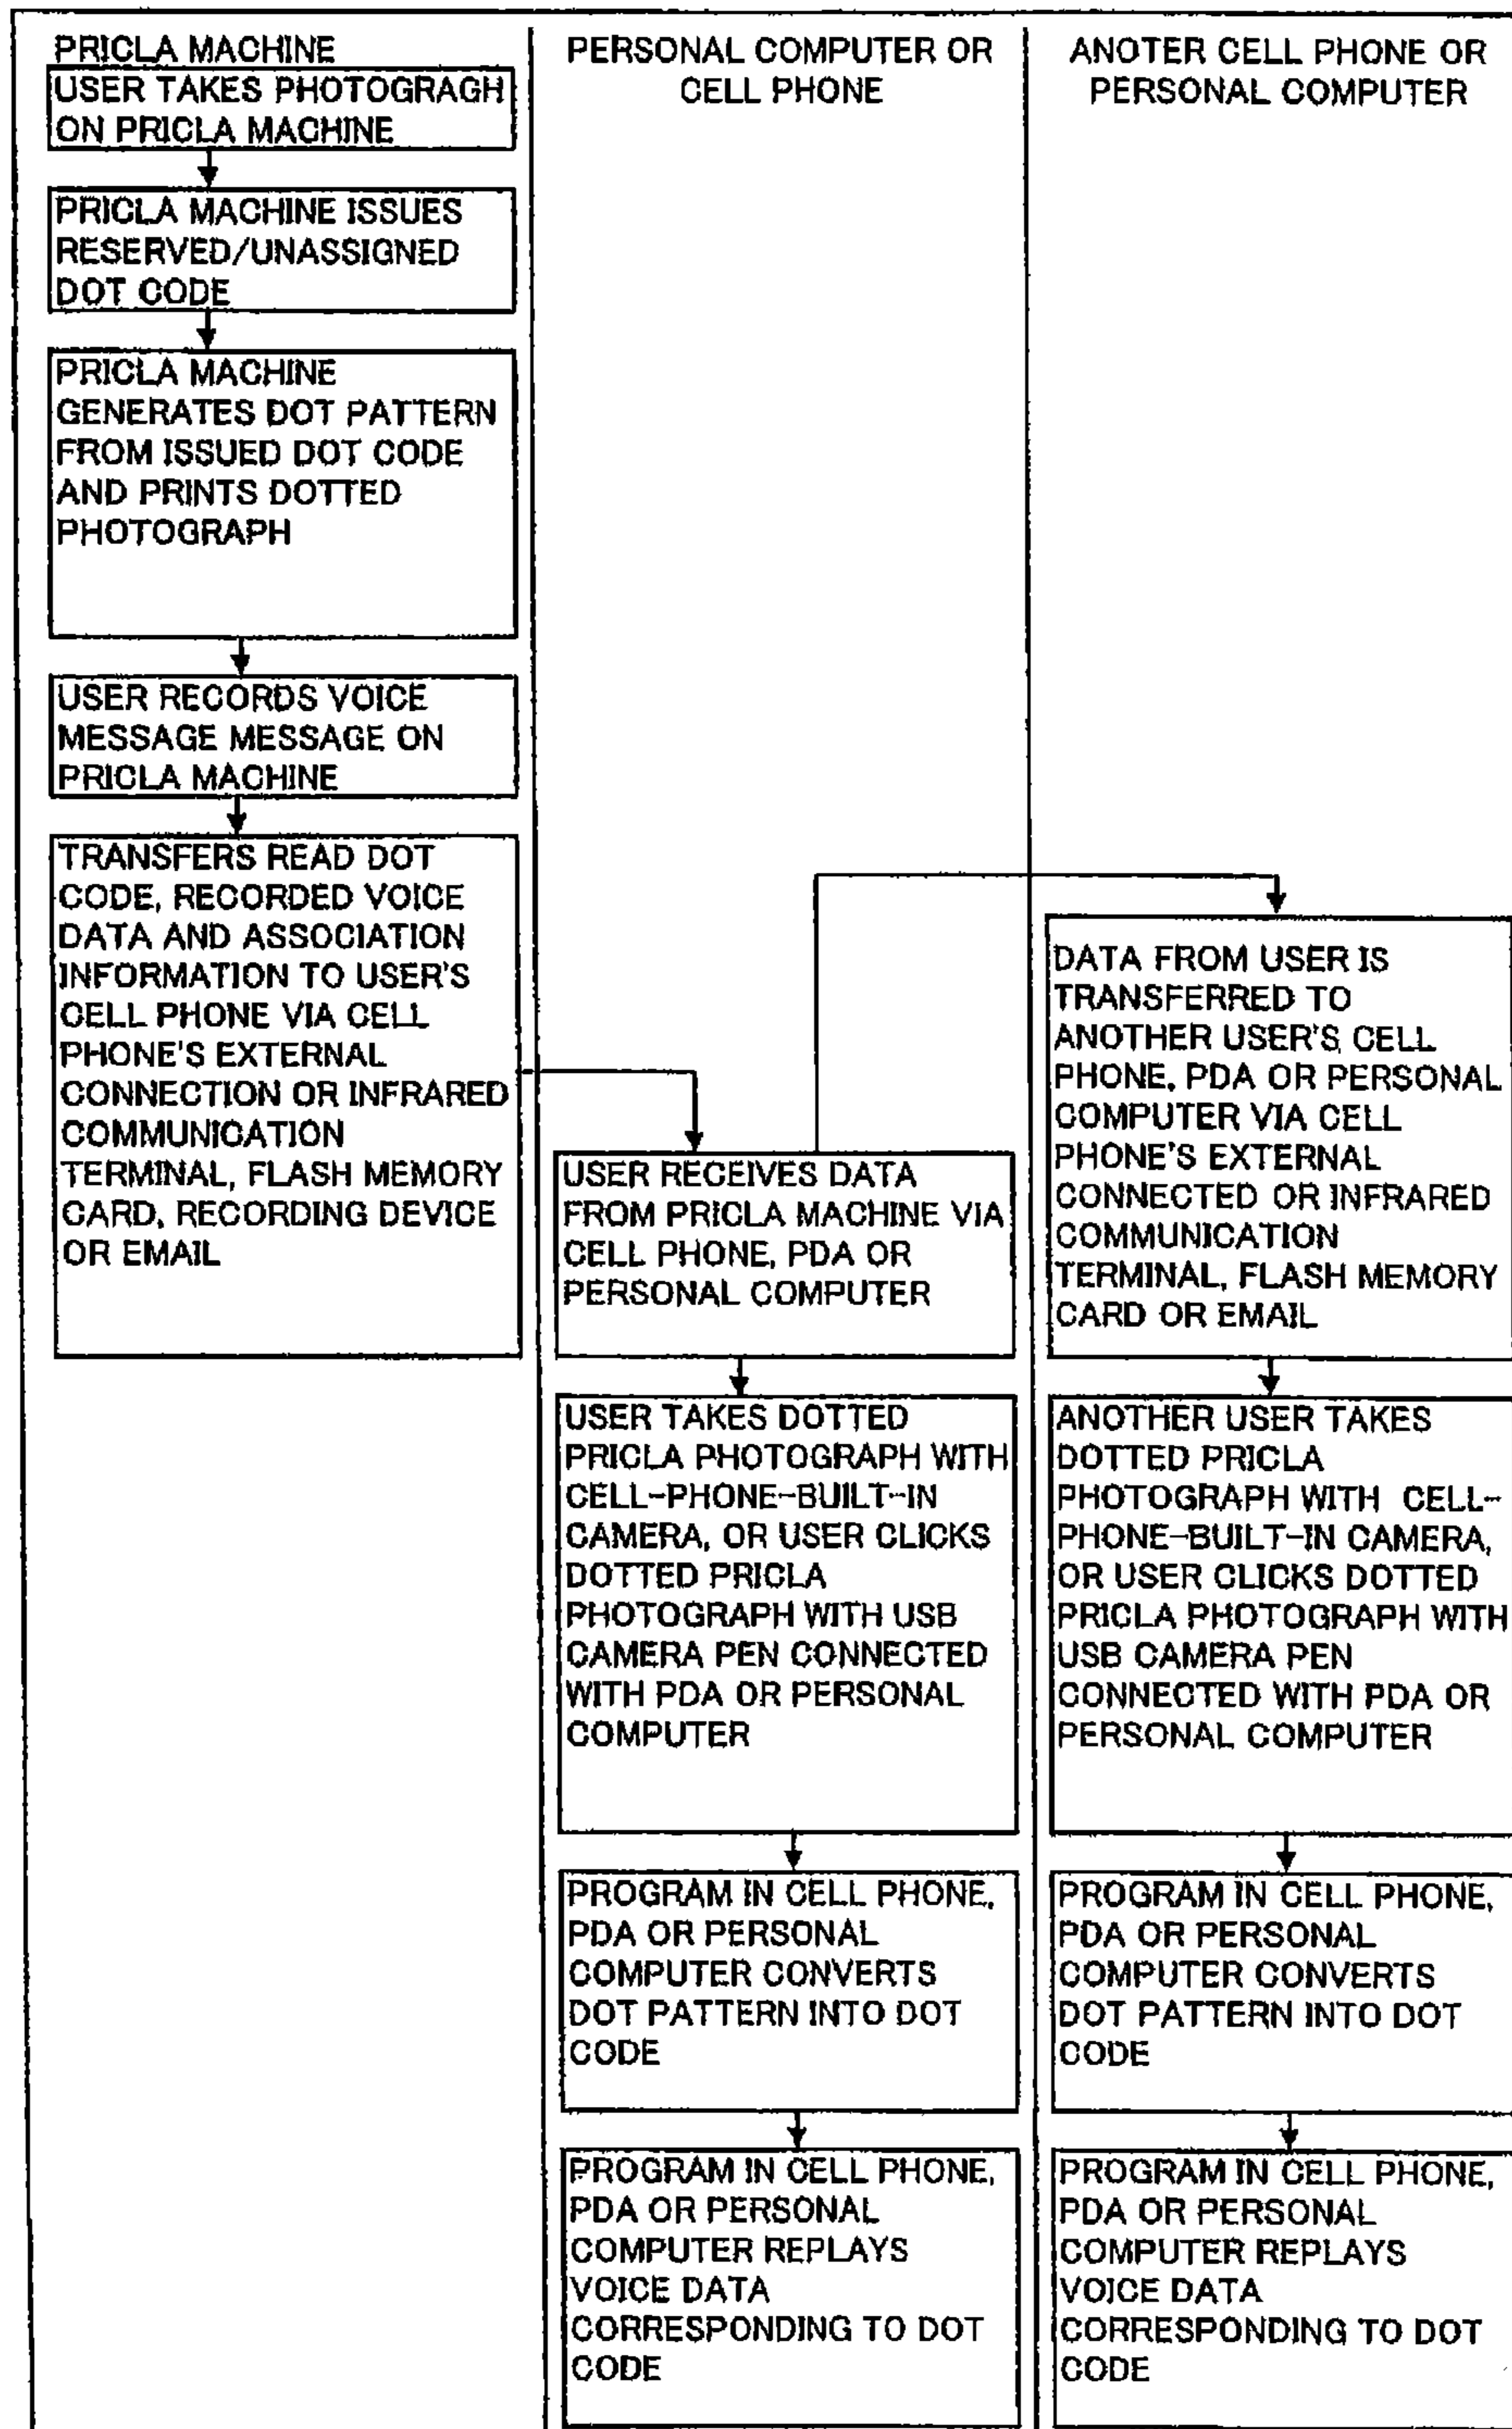 PRICLA MACHINE
USER TAKES PHOTOGRAGH
ON PRICLA MACHINE
PRICLA MACHINE ISSUES
RESERVED/UNASSIGNED
DOT CODE
PRICLA MACHINE
GENERATES DOT PATTERN
FROM ISSUED DOT CODE
AND PRINTS DOTTED
PHOTOGRAPH
USER RECORDS VOICE
MESSAGE MESSAGE ON
PRICLA MACHINE
TRANSFERS READ DOT
CODE, RECORDED VOICE
DATA AND ASSOCIATION
INFORMATION TO USER'S
CELL PHONE VIA CELL
PHONE'S EXTERNAL
CONNECTION OR INFRARED
COMMUNICATION
TERMINAL, FLASH MEMORY
CARD, RECORDING DEVICE
OR EMAIL
PERSONAL COMPUTER OR
CELL PHONE
USER RECEIVES DATA
FROM PRICLA MACHINE VIA
CELL PHONE, PDA OR
PERSONAL COMPUTER
USER TAKES DOTTED
PRICLA PHOTOGRAPH WITH
CELL-PHONE-BUILT-IN
CAMERA, OR USER CLICKS
DOTTED PRICLA
PHOTOGRAPH WITH USB
CAMERA PEN CONNECTED
WITH PDA OR PERSONAL
COMPUTER
PROGRAM IN CELL PHONE,
PDA OR PERSONAL
COMPUTER CONVERTS
DOT PATTERN INTO DOT
CODE
PROGRAM IN CELL PHONE,
PDA OR PERSONAL
COMPUTER REPLAYS
VOICE DATA
CORRESPONDING TO DOT
CODE
ANOTER CELL PHONE OR
PERSONAL COMPUTER
DATA FROM USER IS
TRANSFERRED TO
ANOTHER USER'S CELL
PHONE, PDA OR PERSONAL
COMPUTER VIA CELL
PHONE'S EXTERNAL
CONNECTED OR INFRARED
COMMUNICATION
TERMINAL, FLASH MEMORY
CARD OR EMAIL
ANOTHER USER TAKES
DOTTED PRICLA
PHOTOGRAPH WITH CELL-
PHONE-BUILT-IN CAMERA,
OR USER CLICKS DOTTED
PRICLA PHOTOGRAPH WITH
USB CAMERA PEN
CONNECTED WITH PDA OR
PERSONAL COMPUTER
PROGRAM IN CELL PHONE,
PDA OR PERSONAL
COMPUTER CONVERTS
DOT PATTERN INTO DOT
CODE
PROGRAM IN CELL PHONE,
PDA OR PERSONAL
COMPUTER REPLAYS
VOICE DATA
CORRESPONDING TO DOT
CODE